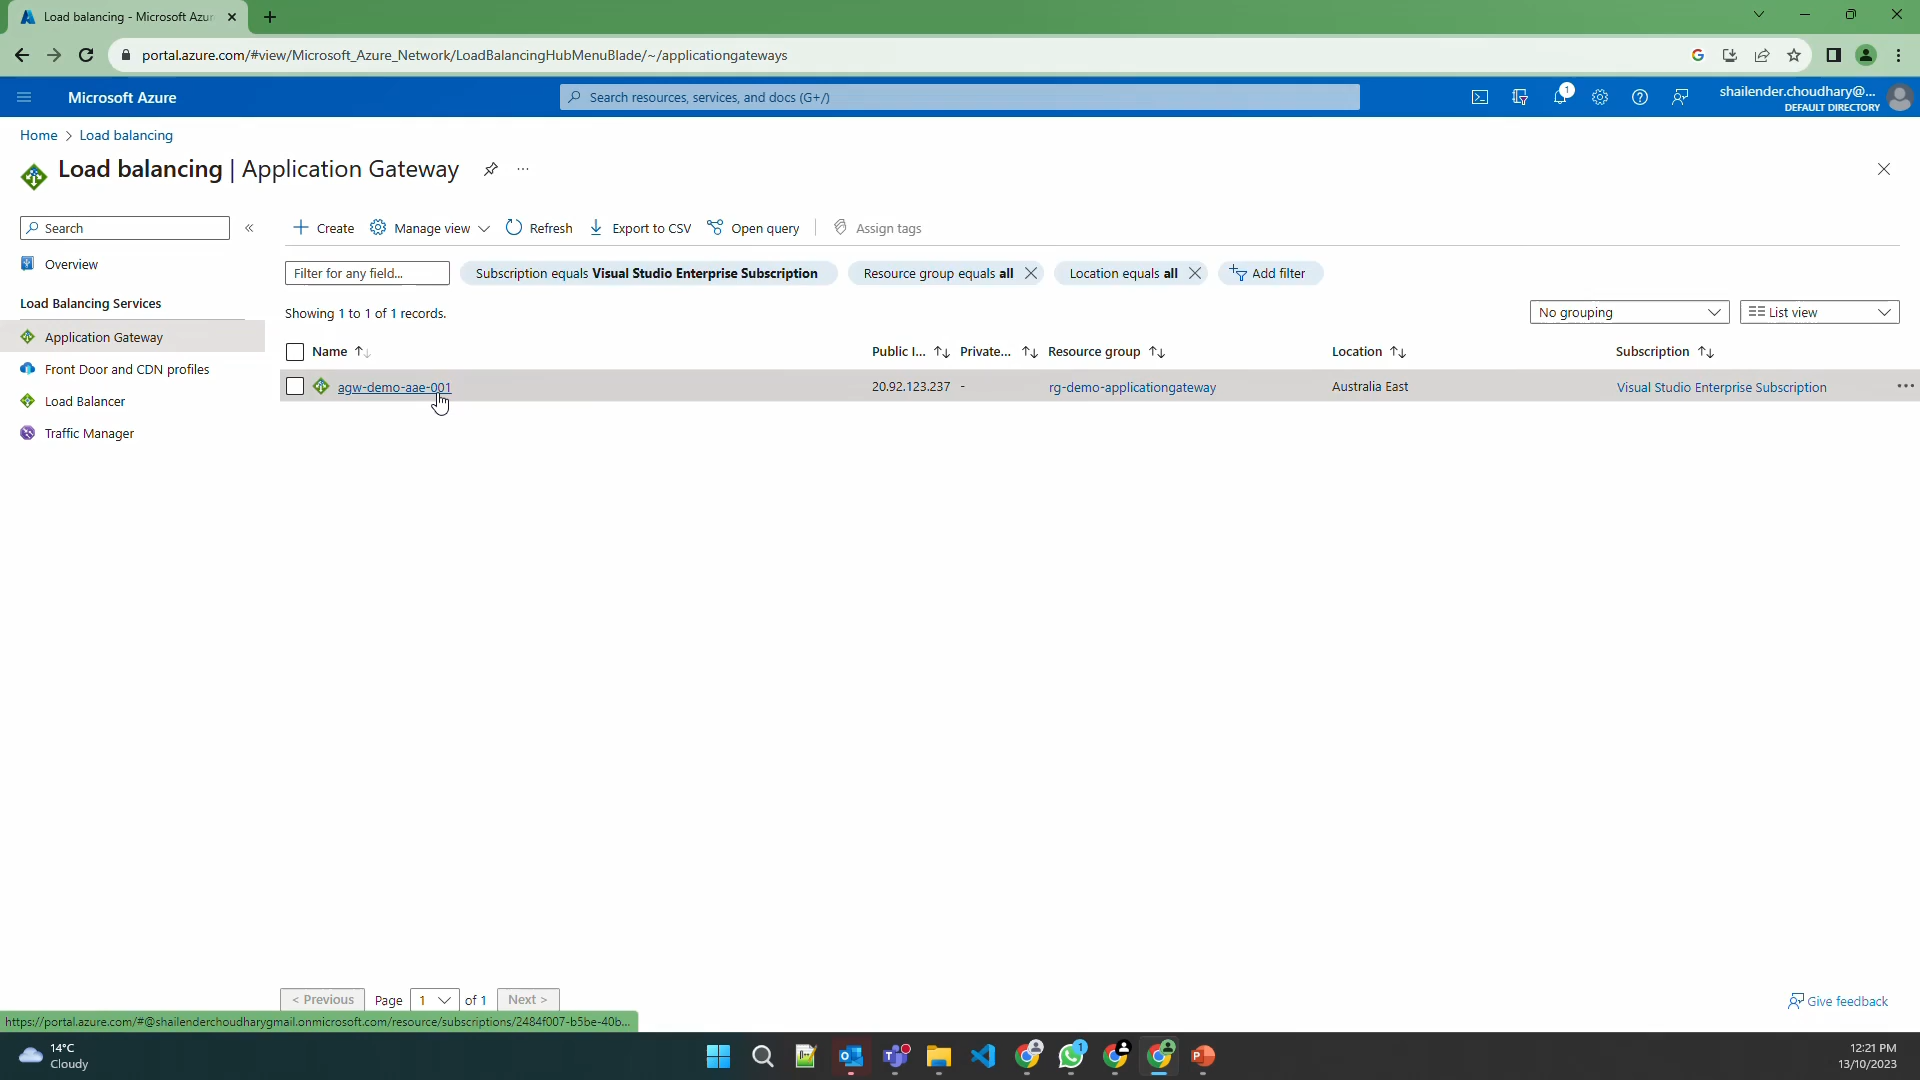 Load balancing - Microsoft Azur
portal.azure.com/#view/Microsoft_Azure_Network/LoadBalancingHubMenuBlade/~/applicationgateways
Microsoft Azure
Search resources, services, and docs (G+/)
1
shailender.choudhary@...
DEFAULT DIRECTORY
Home > Load balancing
Load balancing | Application Gateway
...
Search
«
Create
Manage view
Refresh
Export to CSV
Open query
Assign tags
Overview
Load Balancing Services
Application Gateway
Front Door and CDN profiles
Load Balancer
Traffic Manager
Filter for any field...
Subscription equals Visual Studio Enterprise Subscription
Resource group equals all
Location equals all
Add filter
Showing 1 to 1 of 1 records.
No grouping
List view
Name
Public I...
Private...
Resource group
Location
Subscription
agw-demo-aae-001
20.92.123.237
-
rg-demo-applicationgateway
Australia East
Visual Studio Enterprise Subscription
...
< Previous
Page
1
of 1
Next >
Give feedback
https://portal.azure.com/#@shailenderchoudharygmail.onmicrosoft.com/resource/subscriptions/2484f007-b5be-40b...
14°C
Cloudy
1
12:21 PM
13/10/2023